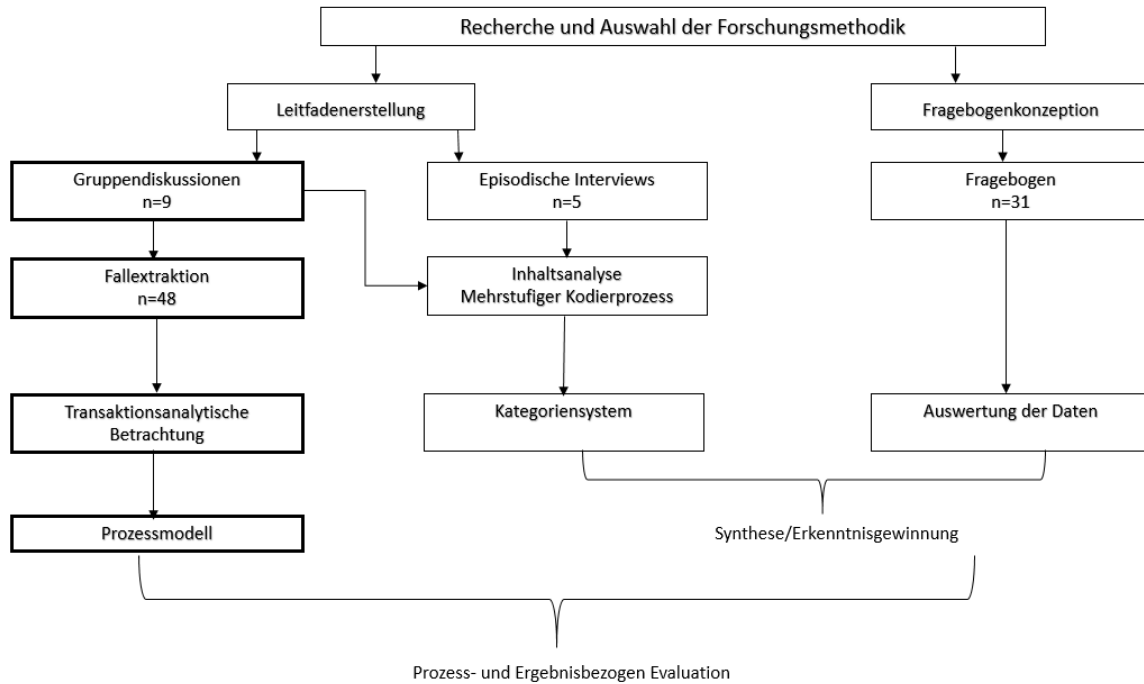 Recherche und Auswahl der Forschungsmethodik
Leitfadenerstellung
Fragebogenkonzeption
Gruppendiskussionen
n=9
Episodische Interviews
n=5
Fragebogen
n=31
Fallextraktion
n=48
Inhaltsanalyse
Mehrstufiger Kodierprozess
Transaktionsanalytische
Betrachtung
Kategoriensystem
Auswertung der Daten
Prozessmodell
Synthese/Erkenntnisgewinnung
Prozess- und Ergebnisbezogen Evaluation